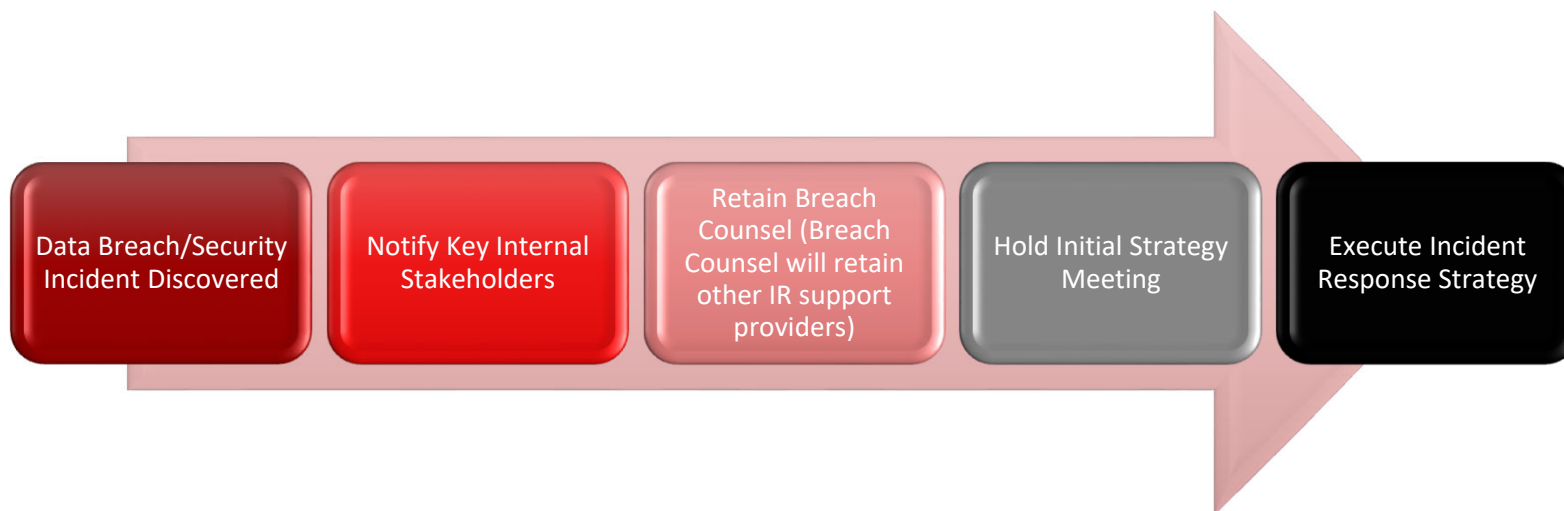 Data Breach/Security
Incident Discovered
Notify Key Internal
Stakeholders
Retain Breach
Counsel (Breach
Counsel will retain
other IR support
providers)
Hold Initial Strategy
Meeting
Execute Incident
Response Strategy